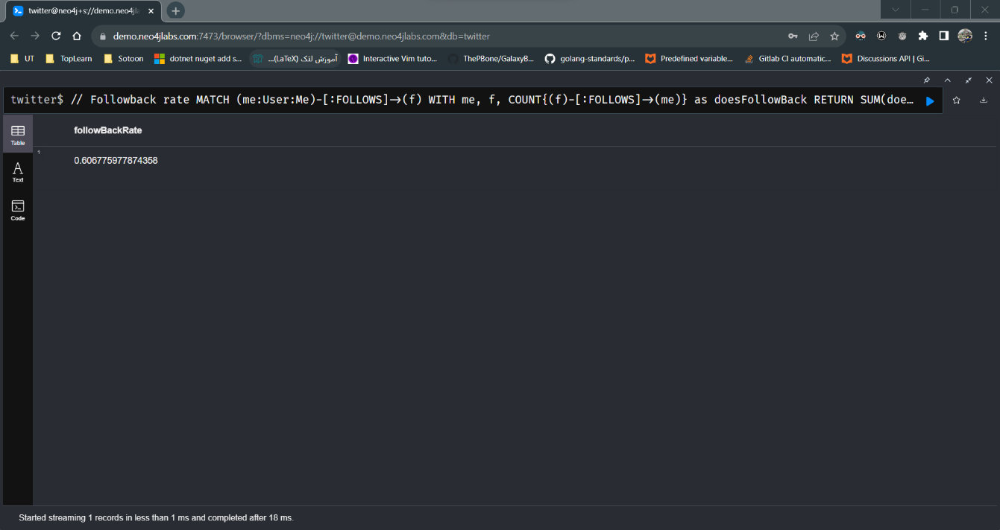 twitter@neo4j+s://demo.neo4jla
demo.neo4jlabs.com:7473/browser/?dbms=neo4j://twitter@demo.neo4jlabs.com&db=twitter
UT TopLearn Sotoon dotnet nuget add s... آموزش لتک (LaTeX)... Interactive Vim tuto... ThePBone/GalaxyB... golang-standards/p... Predefined variable... Gitlab CI automatic... Discussions API | Gi...
twitter$ // Followback rate MATCH (me:User:Me)-[:FOLLOWS]->(f) WITH me, f, COUNT{(f)-[:FOLLOWS]->(me)} as doesFollowBack RETURN SUM(doe...
Table
followBackRate
1
0.606775977874358
A
Text
Code
Started streaming 1 records in less than 1 ms and completed after 18 ms.